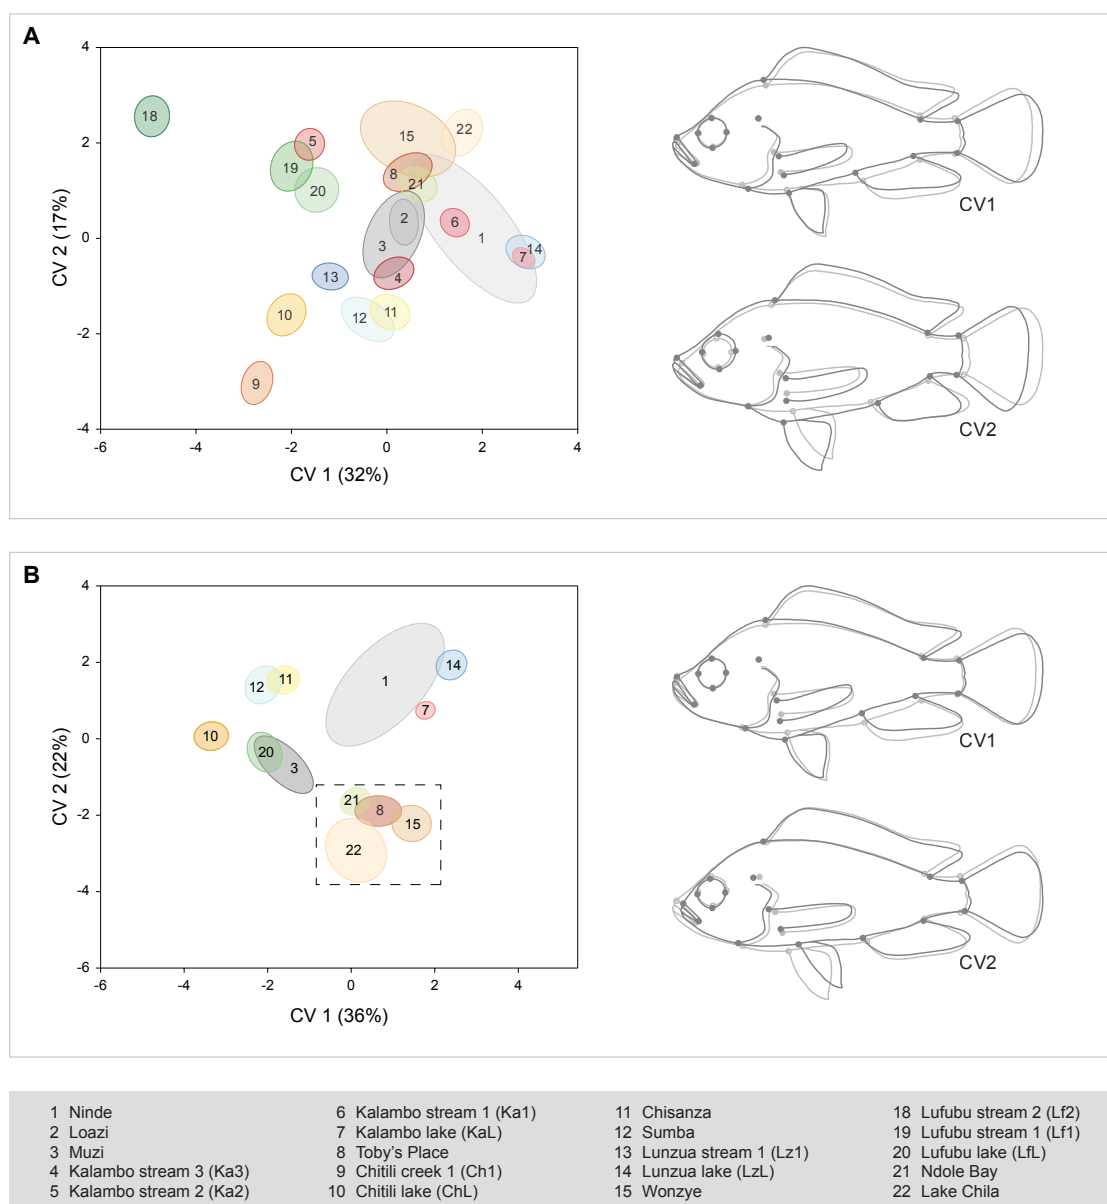 A
4
2
0
-2
-4
-6
-4
-2
0
2
4
CV 2 (17%)
CV 1 (32%)
18
5
19
20
15
22
8
21
2
6
1
3
14
7
4
13
10
12
11
9
CV1
CV2
B
4
2
0
-2
-4
-6
-6
-4
-2
0
2
4
CV 2 (22%)
CV 1 (36%)
1
14
12
11
7
10
20
3
21
8
15
22
CV1
CV2
1 Ninde
2 Loazi
3 Muzi
4 Kalambo stream 3 (Ka3)
5 Kalambo stream 2 (Ka2)
6 Kalambo stream 1 (Ka1)
7 Kalambo lake (KaL)
8 Toby's Place
9 Chitili creek 1 (Ch1)
10 Chitili lake (ChL)
11 Chisanza
12 Sumba
13 Lunzua stream 1 (Lz1)
14 Lunzua lake (LzL)
15 Wonzye
18 Lufubu stream 2 (Lf2)
19 Lufubu stream 1 (Lf1)
20 Lufubu lake (LfL)
21 Ndole Bay
22 Lake Chila